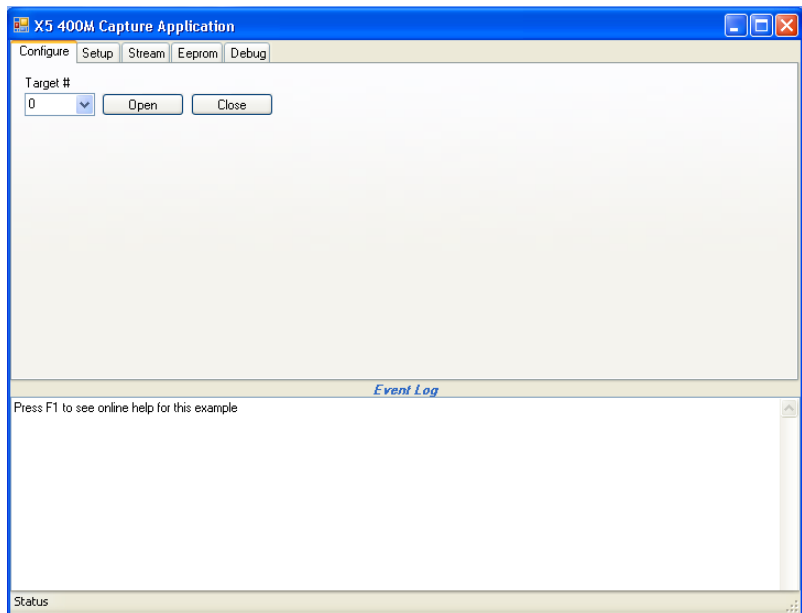 X5 400M Capture Application
Configure Setup Stream Eeprom Debug
Target #
0 Open Close
Event Log
Press F1 to see online help for this example
Status